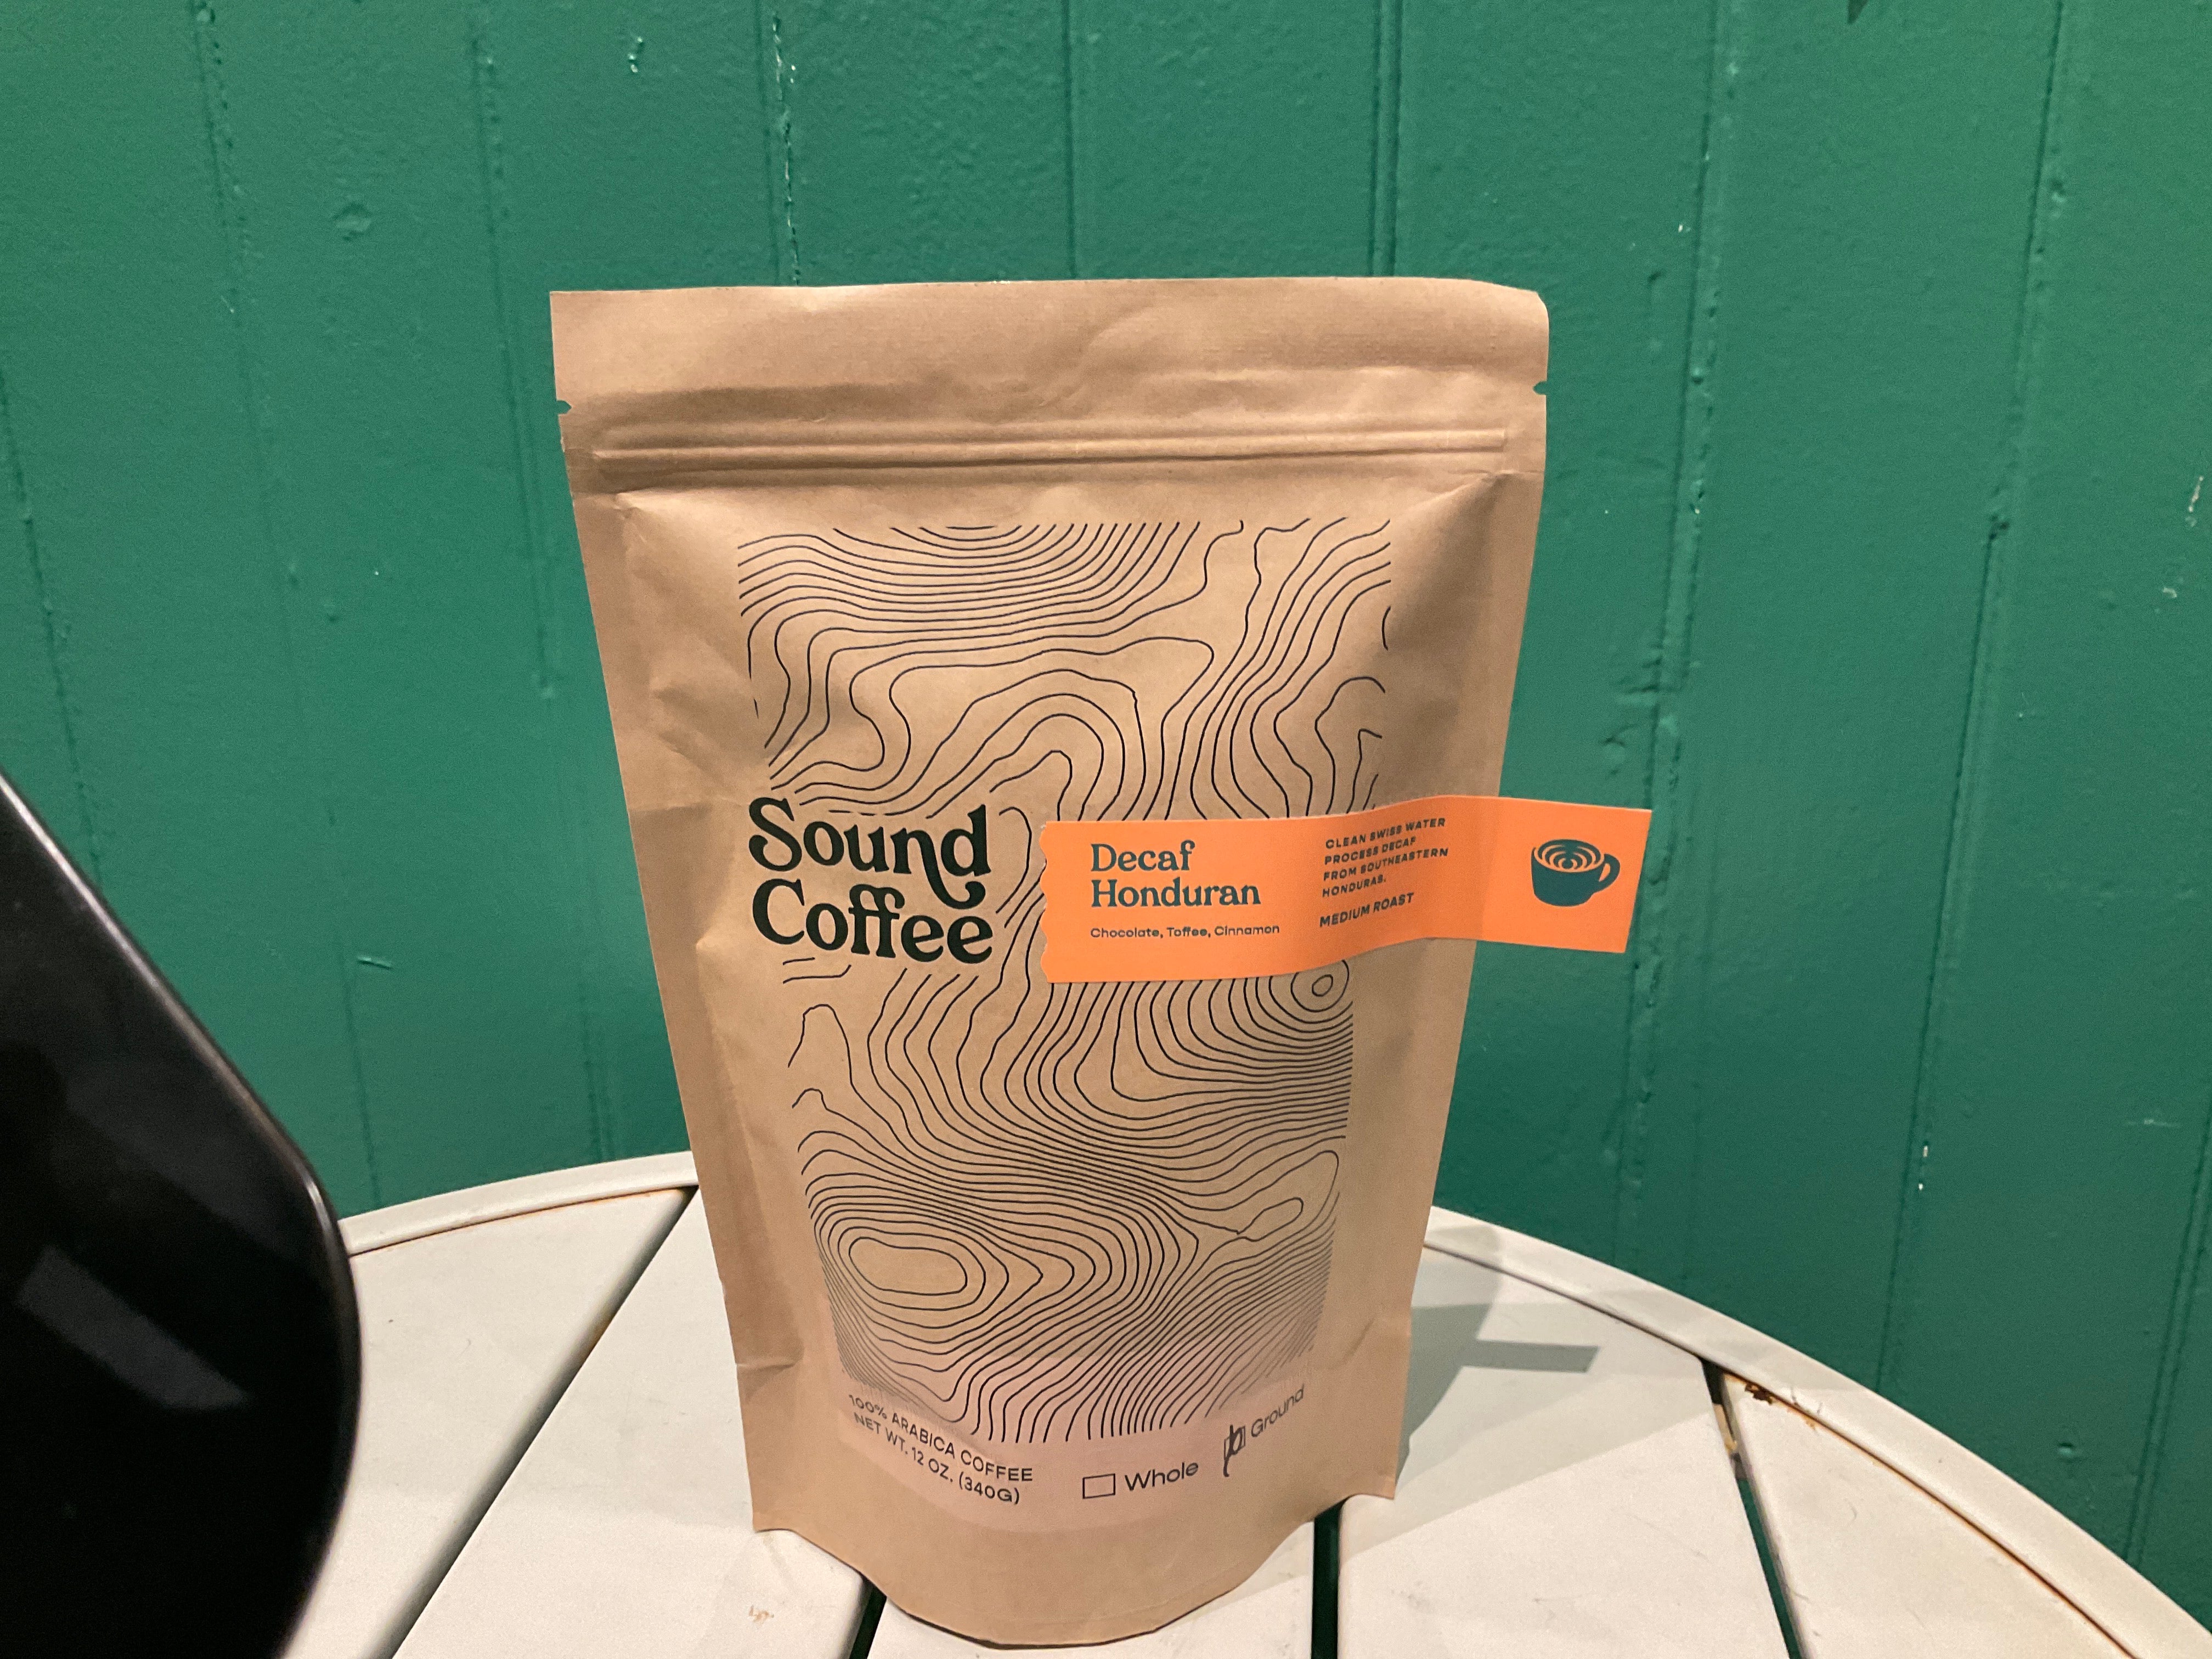 Sound
Coffee
Decaf
Honduran
Chocolate, Toffee, Cinnamon
CLEAN SWISS WATER
PROCESS DECAF
FROM SOUTHEASTERN
HONDURAS.
MEDIUM ROAST
100% ARABICA COFFEE
NET WT. 12 OZ. (340G)
Whole
Ground